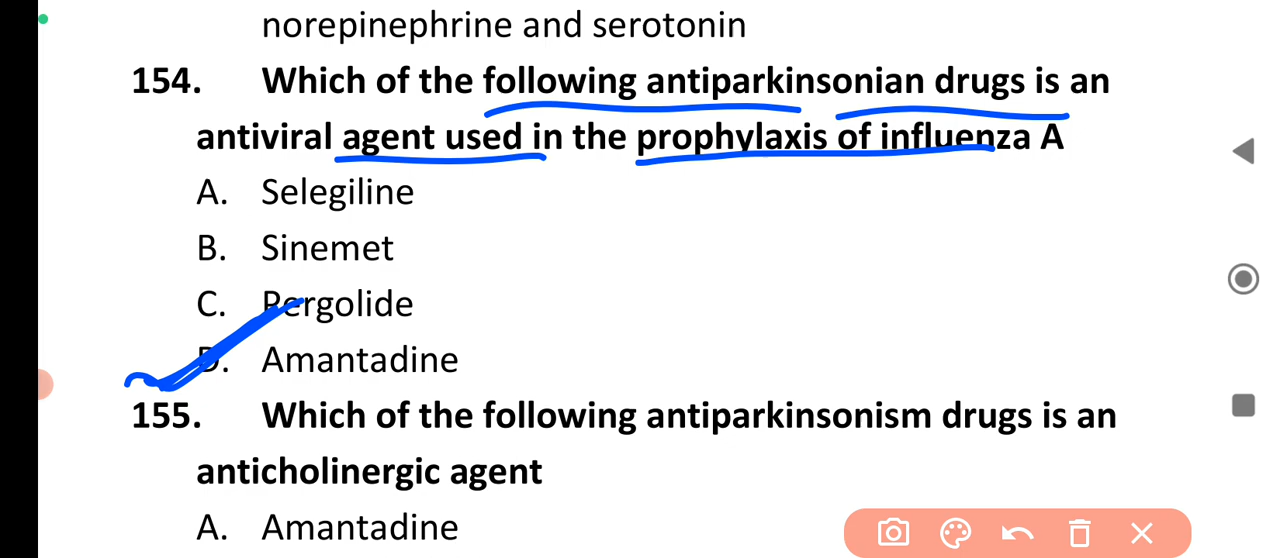 norepinephrine and serotonin
154. Which of the following antiparkinsonian drugs is an
antiviral agent used in the prophylaxis of influenza A
A. Selegiline
B. Sinemet
C. Pergolide
D. Amantadine
155. Which of the following antiparkinsonism drugs is an
anticholinergic agent
A. Amantadine